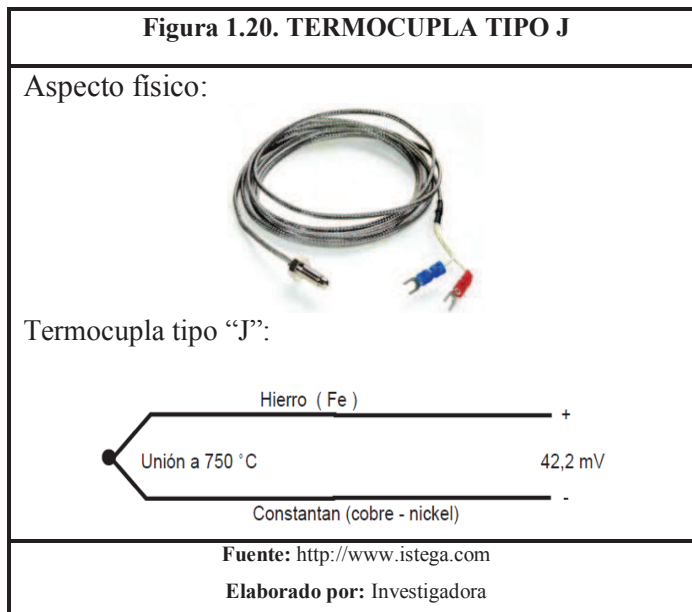 Figura 1.20. TERMOCUPLA TIPO J
Aspecto físico:
Termocupla tipo “J”:
Hierro ( Fe )
+
Unión a 750 °C
42,2 mV
-
Constantan (cobre - nickel)
Fuente: http://www.istega.com
Elaborado por: Investigadora